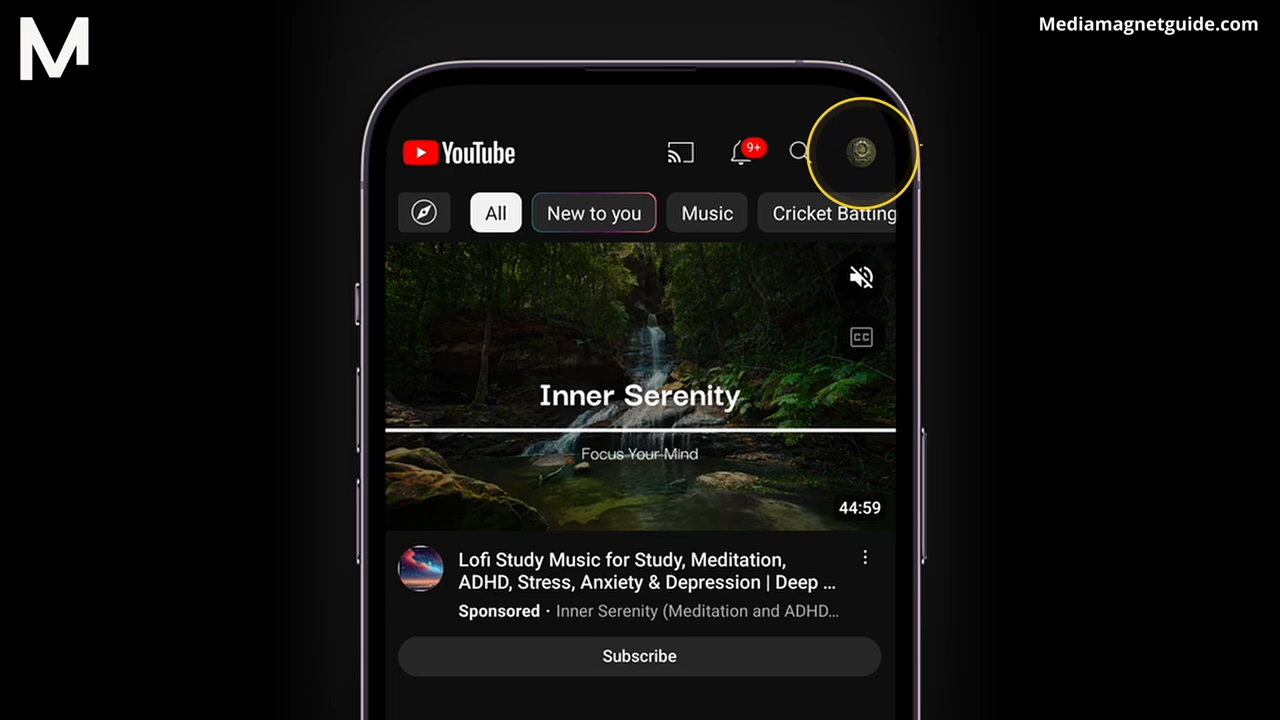 M
Mediamagnetguide.com
YouTube
9+
All
New to you
Music
Cricket Batting
CC
Inner Serenity
Focus Your Mind
44:59
Lofi Study Music for Study, Meditation,
ADHD, Stress, Anxiety & Depression | Deep ...
Sponsored · Inner Serenity (Meditation and ADHD...
Subscribe